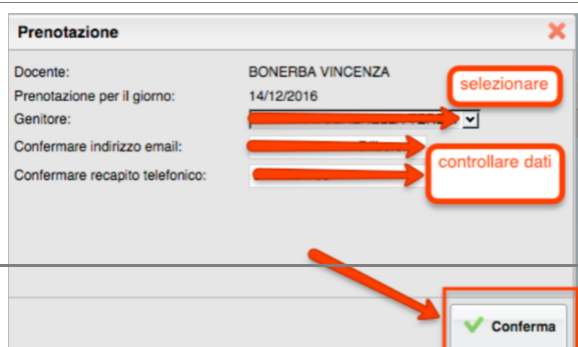 Prenotazione
Docente: BONERBA VINCENZA
selezionare
Prenotazione per il giorno: 14/12/2016
Genitore:
Confermare indirizzo email:
controllare dati
Confermare recapito telefonico:
Conferma